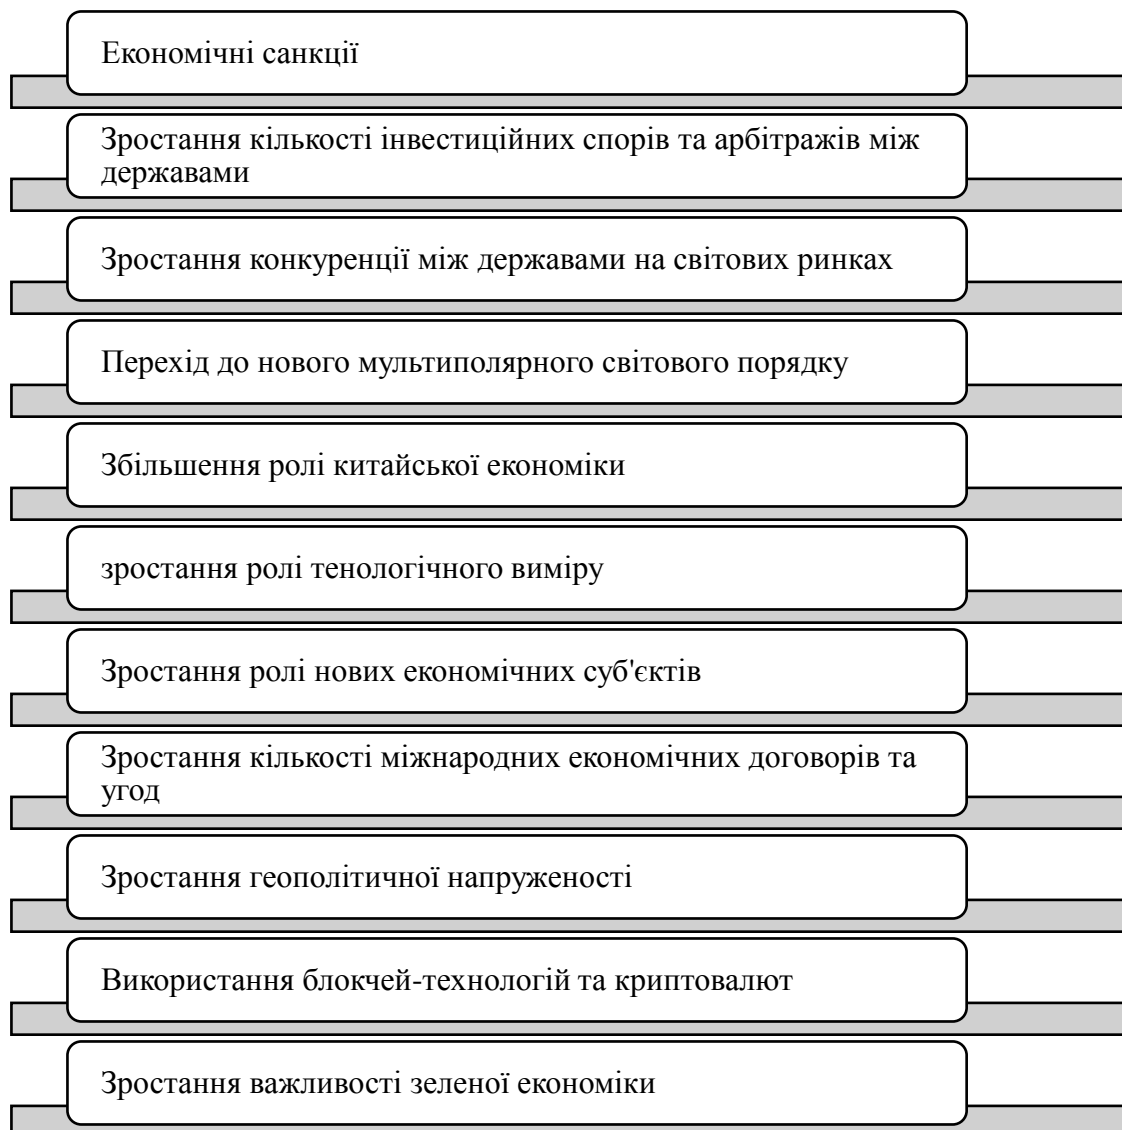 Економічні санкції
Зростання кількості інвестиційних спорів та арбітражів між
державами
Зростання конкуренції між державами на світових ринках
Перехід до нового мультиполярного світового порядку
Збільшення ролі китайської економіки
зростання ролі тенологічного виміру
Зростання ролі нових економічних суб'єктів
Зростання кількості міжнародних економічних договорів та
угод
Зростання геополітичної напруженості
Використання блокчей-технологій та криптовалют
Зростання важливості зеленої економіки